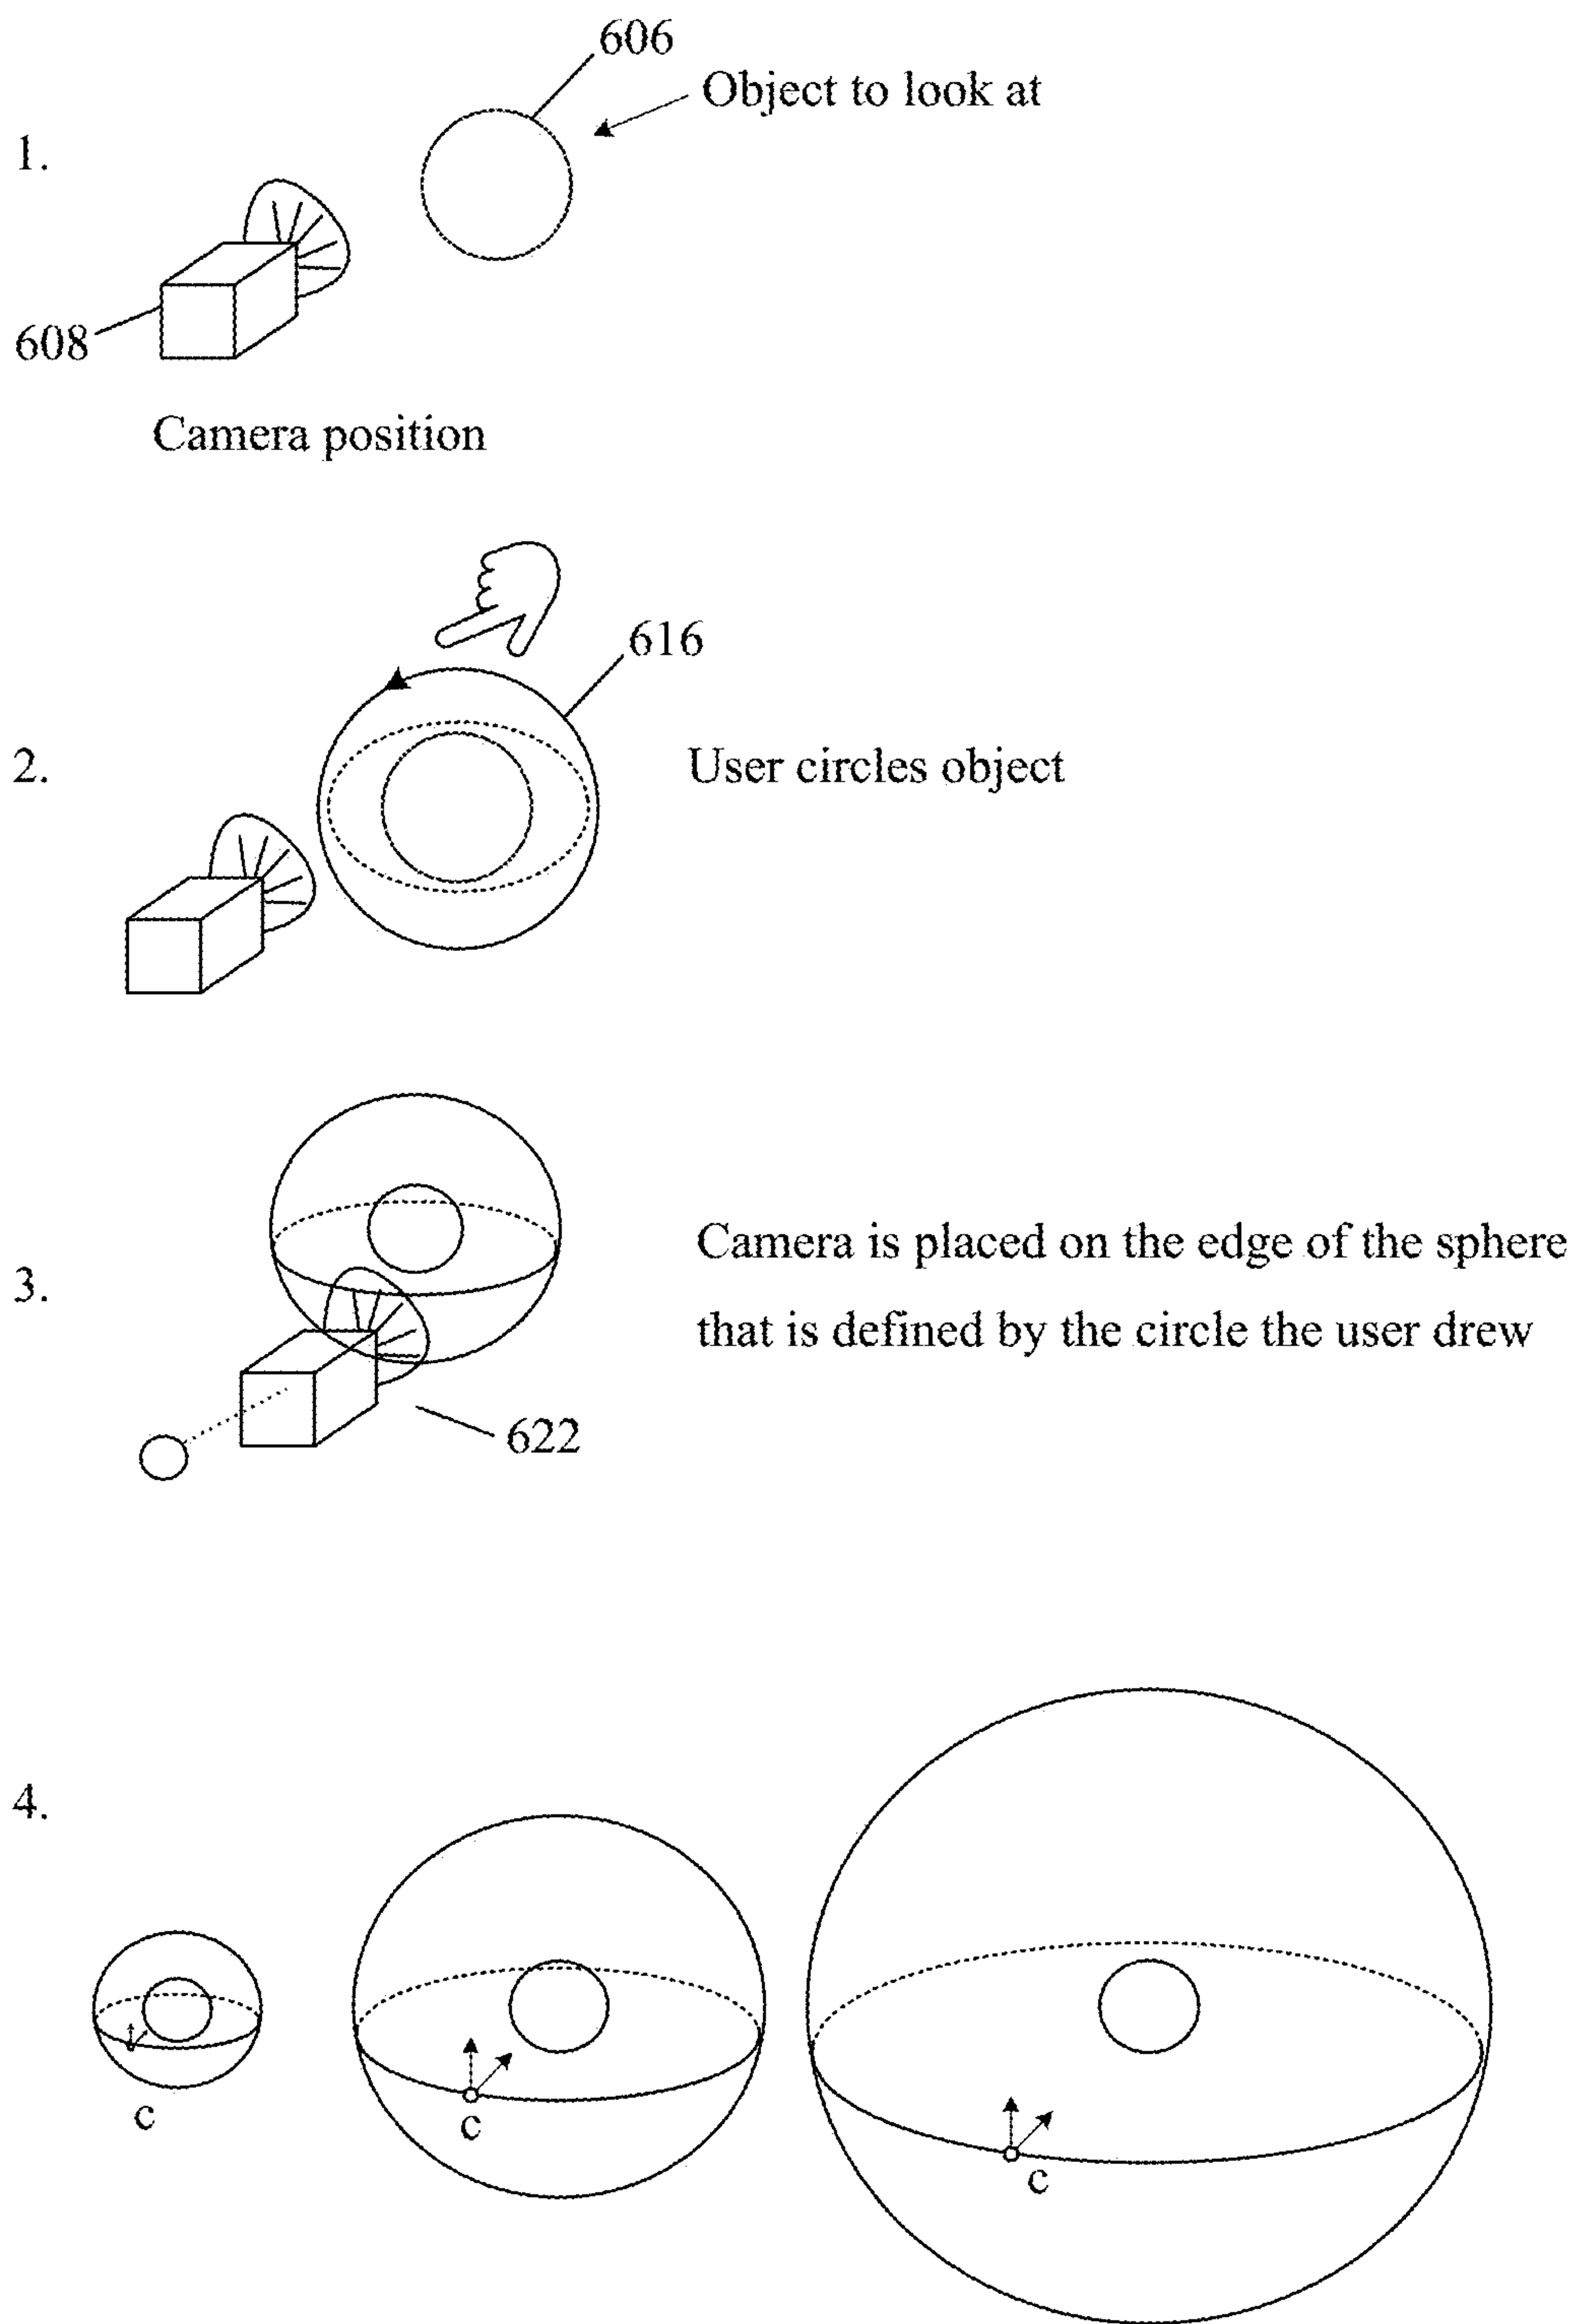 606
Object to look at
1.
608
Camera position
616
2.
User circles object
Camera is placed on the edge of the sphere
3.
that is defined by the circle the user drew
622
4.
c
c
c